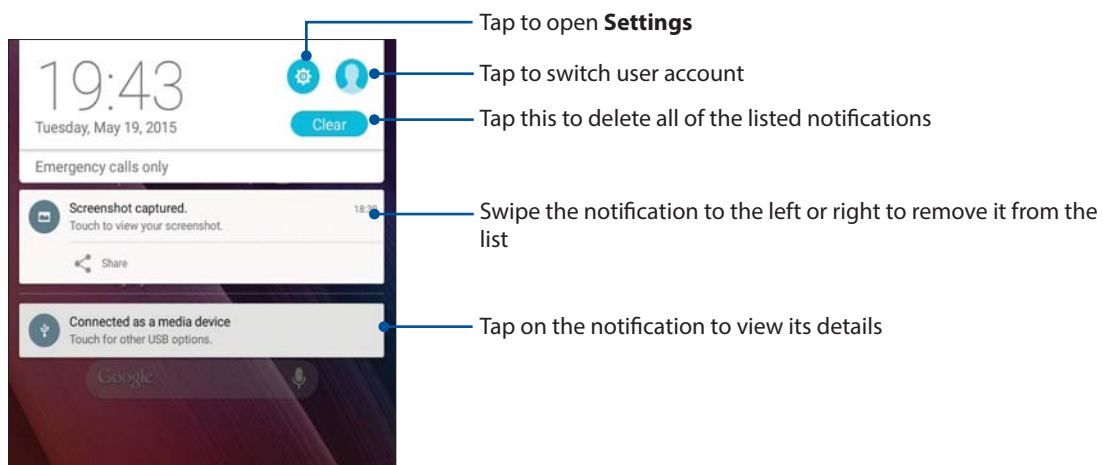 Tap to open Settings
19:43
Tap to switch user account
Tuesday, May 19, 2015
Clear
Tap this to delete all of the listed notifications
Emergency calls only
Screenshot captured.
Touch to view your screenshot.
Swipe the notification to the left or right to remove it from the
list
Share
Connected as a media device
Touch for other USB options.
Tap on the notification to view its details
Google